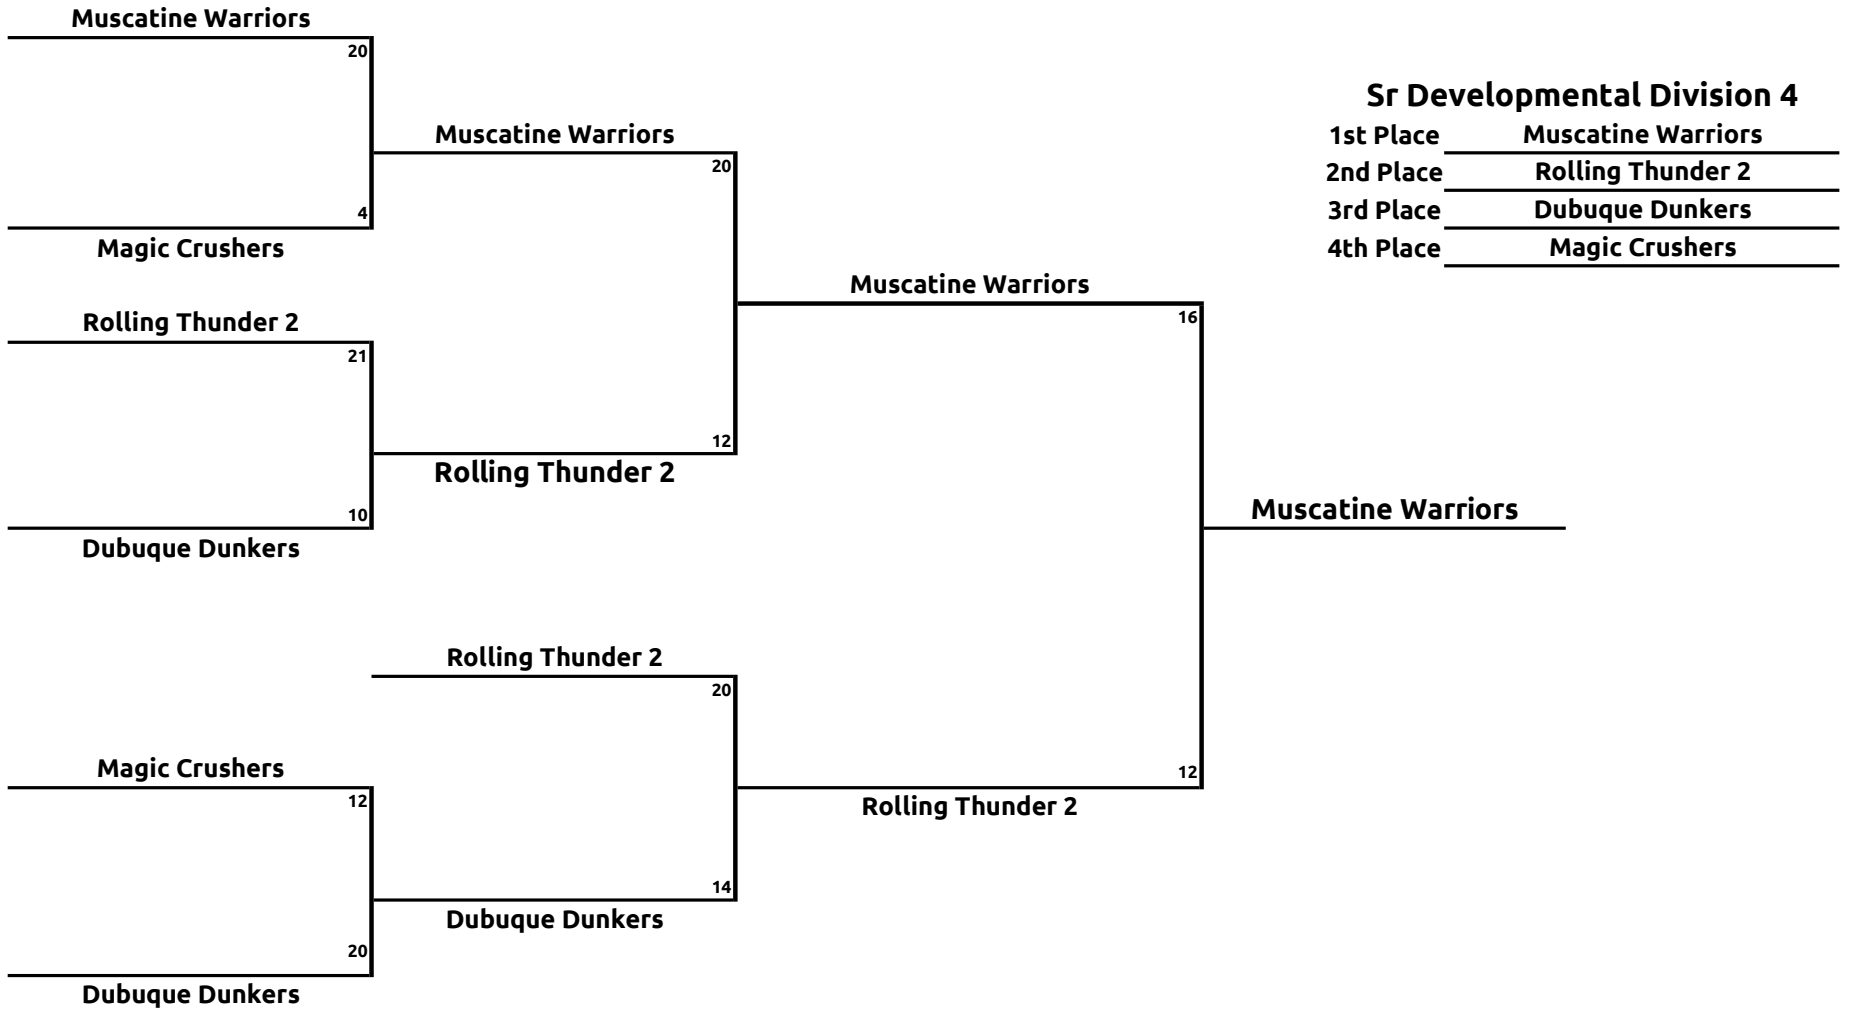 Muscatine Warriors
20
4
Magic Crushers
Rolling Thunder 2
21
10
Dubuque Dunkers
Magic Crushers
12
20
Dubuque Dunkers
Muscatine Warriors
20
12
Rolling Thunder 2
Rolling Thunder 2
20
14
Dubuque Dunkers
Muscatine Warriors
16
12
Rolling Thunder 2
Muscatine Warriors
Sr Developmental Division 4
1st Place Muscatine Warriors
2nd Place Rolling Thunder 2
3rd Place Dubuque Dunkers
4th Place Magic Crushers